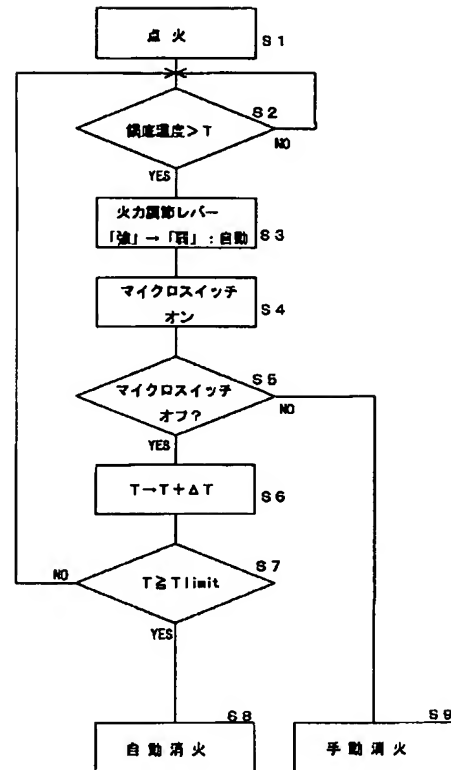 点火
S1
S2
鍋底温度>T
NO
YES
火力調節レバー
「強」→「弱」:自動
S3
マイクロスイッチ
オン
S4
S5
マイクロスイッチ
オフ?
NO
YES
T→T+ΔT
S6
S7
NO
T≧Tlimit
YES
S8
自動消火
S9
手動消火